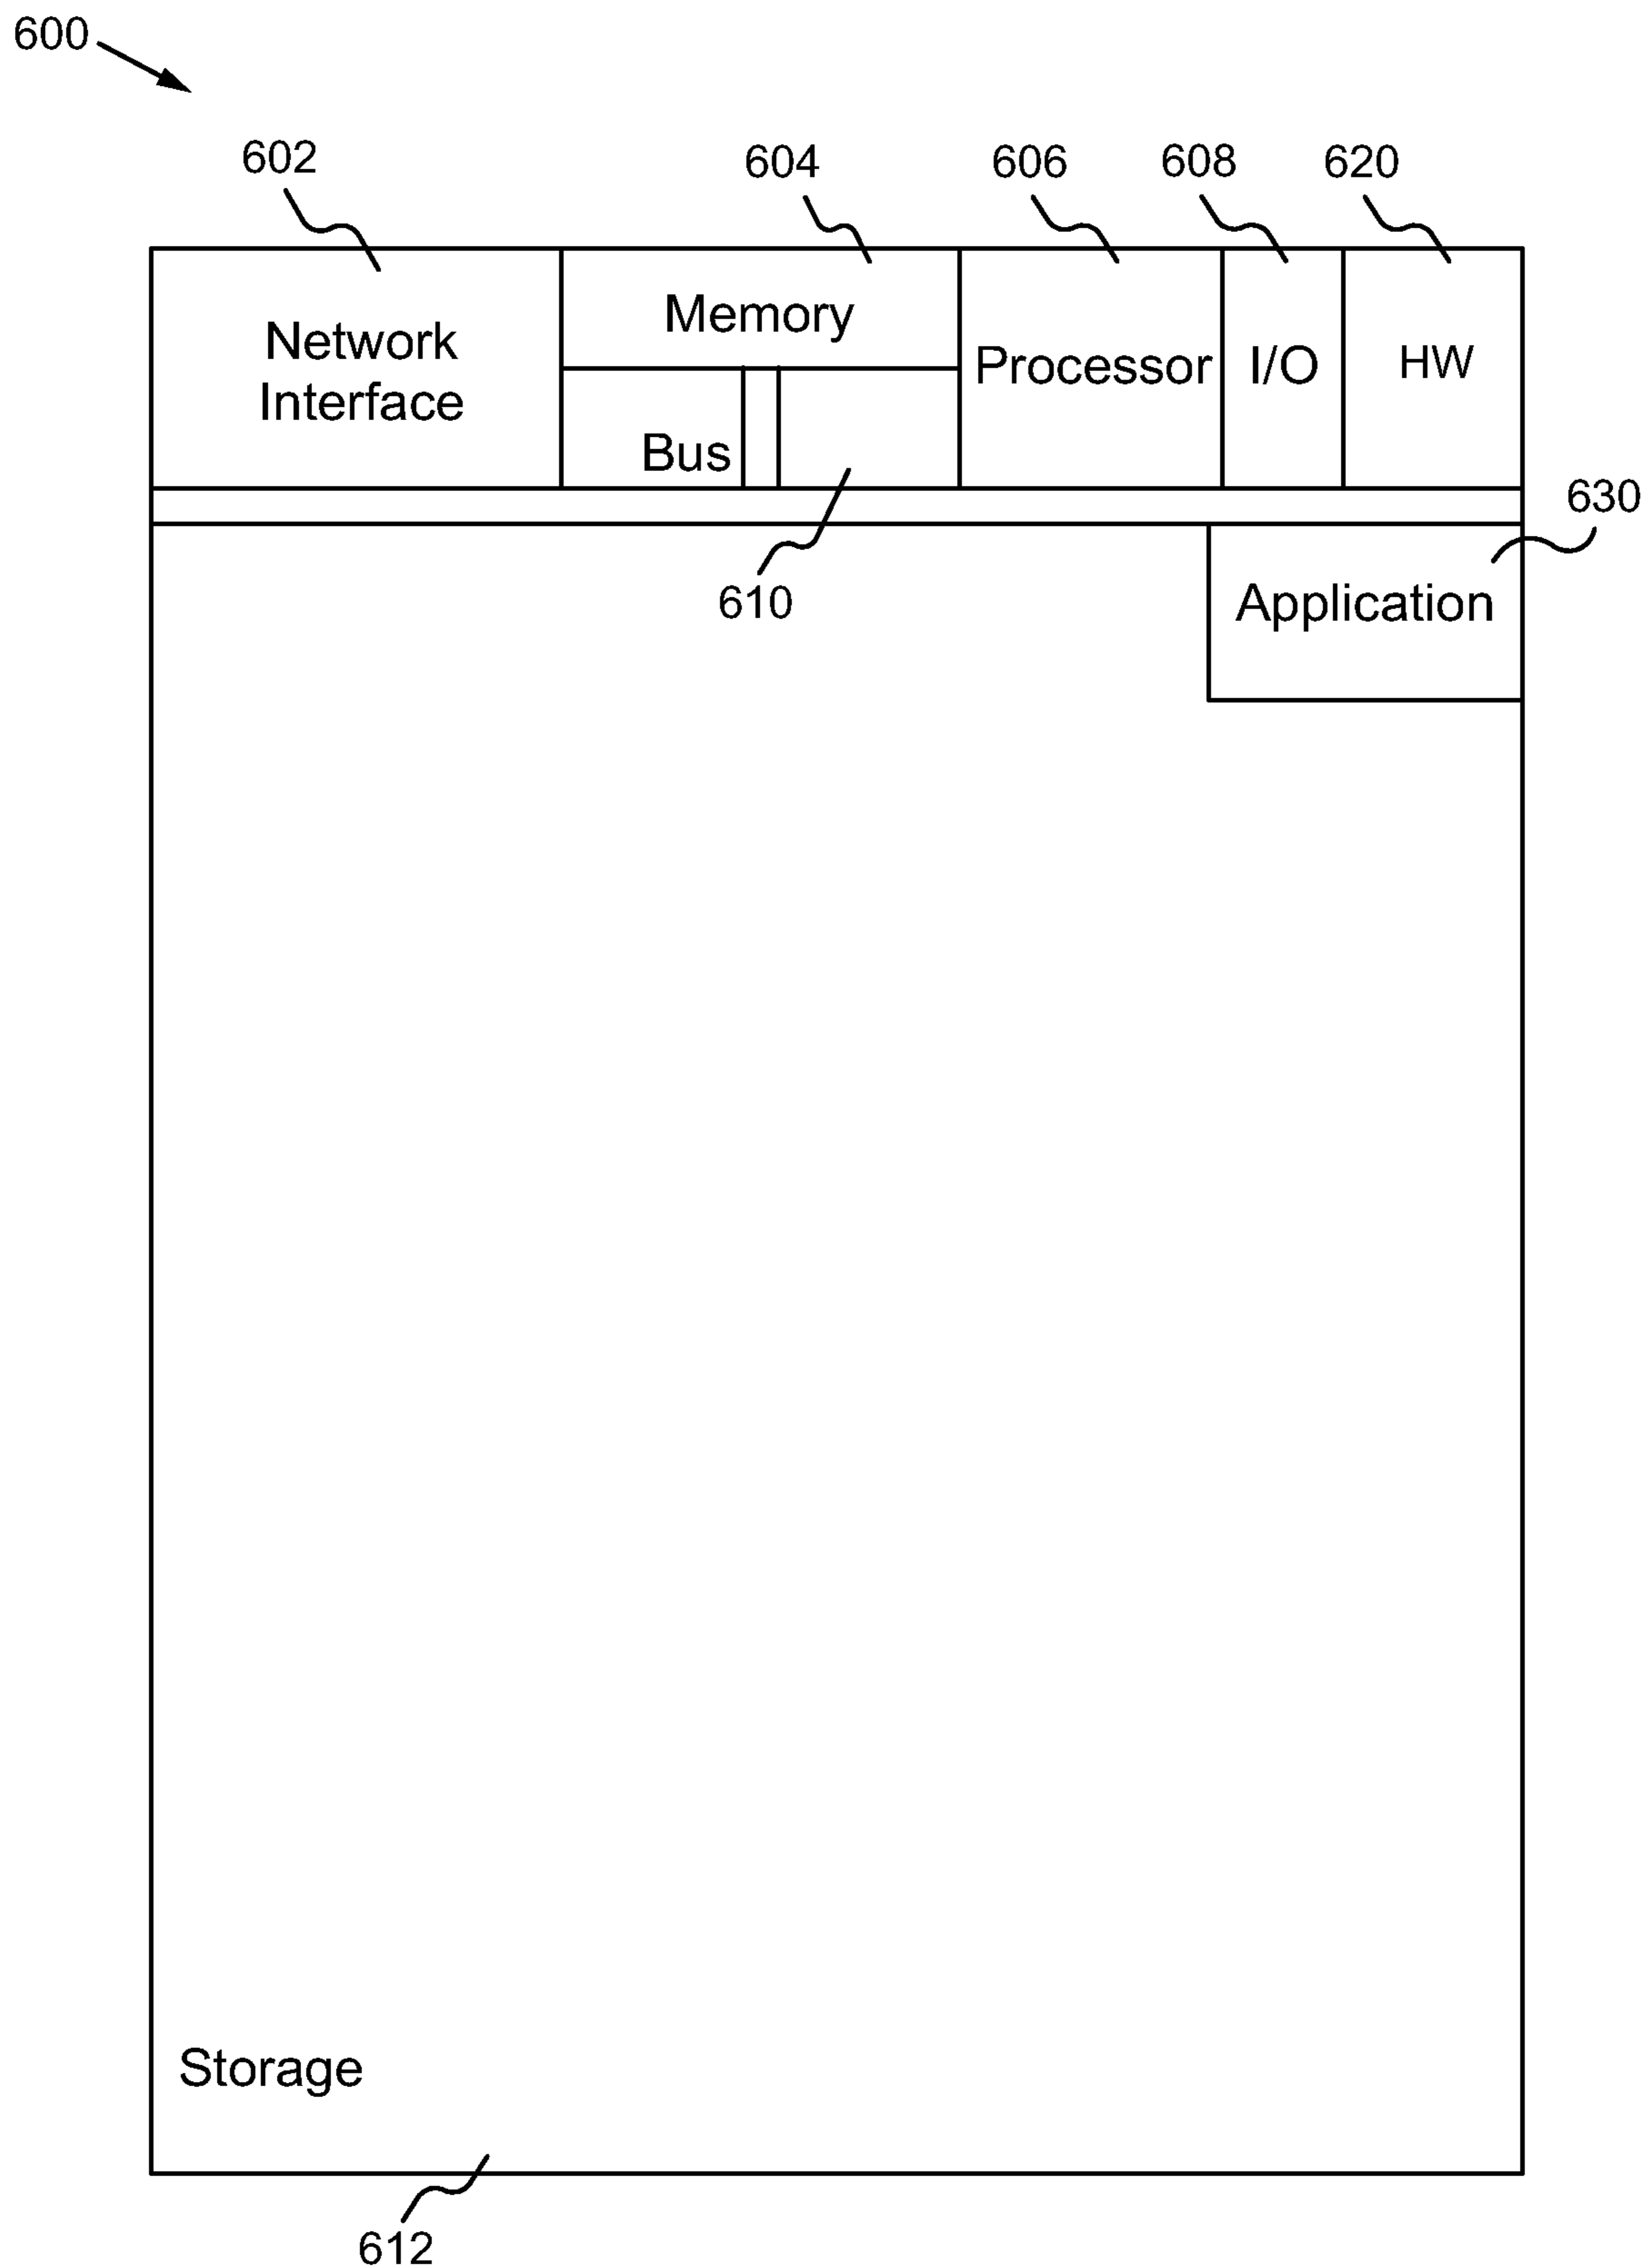 600
602
604
606
608
620
Network
Interface
Memory
Processor
I/O
HW
Bus
630
610
Application
Storage
612